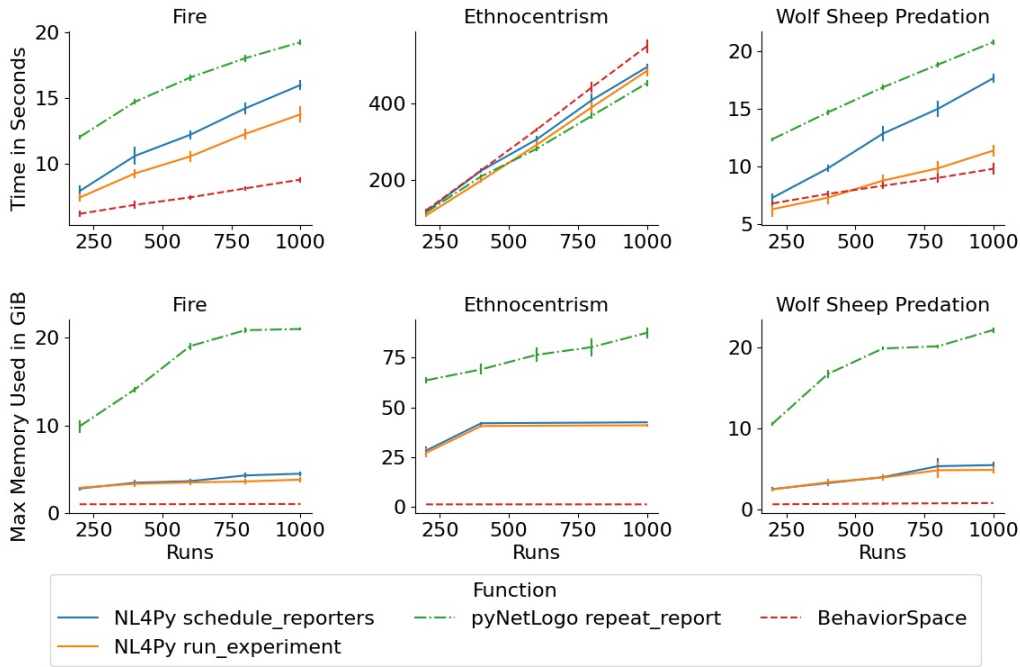 Fire
Ethnocentrism
Wolf Sheep Predation
Time in Seconds
20
15
10
250 500 750 1000
400
200
250 500 750 1000
20
15
10
5
250 500 750 1000
Fire
Ethnocentrism
Wolf Sheep Predation
Max Memory Used in GiB
20
10
0
250 500 750 1000
Runs
75
50
25
0
250 500 750 1000
Runs
20
10
0
250 500 750 1000
Runs
Function
NL4Py schedule_reporters
NL4Py run_experiment
pyNetLogo repeat_report
BehaviorSpace